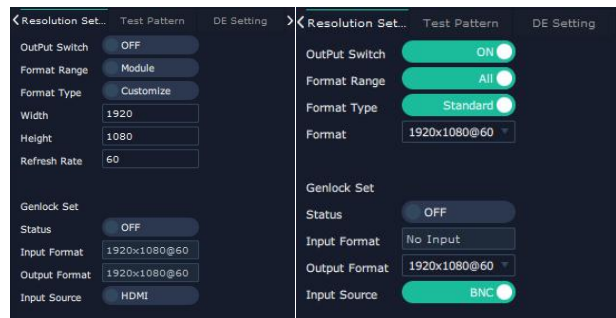 Resolution Set... Test Pattern DE Setting
OutPut Switch OFF
Format Range Module
Format Type Customize
Width 1920
Height 1080
Refresh Rate 60
Genlock Set
Status OFF
Input Format 1920x1080@60
Output Format 1920x1080@60
Input Source HDMI
Resolution Set... Test Pattern DE Setting
OutPut Switch ON
Format Range All
Format Type Standard
Format 1920x1080@60
Genlock Set
Status OFF
Input Format No Input
Output Format 1920x1080@60
Input Source BNC